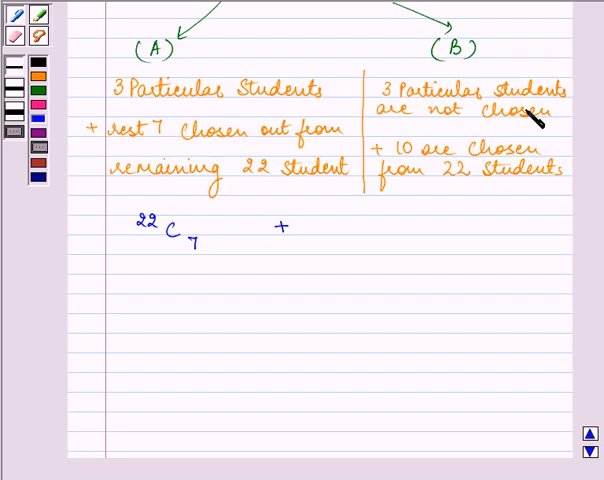 (A)
(B)
3 Particular Students
+ rest 7 chosen out from
remaining 22 Student
3 Particular students
are not chosen
+ 10 are chosen
from 22 Students
²²C₇ +